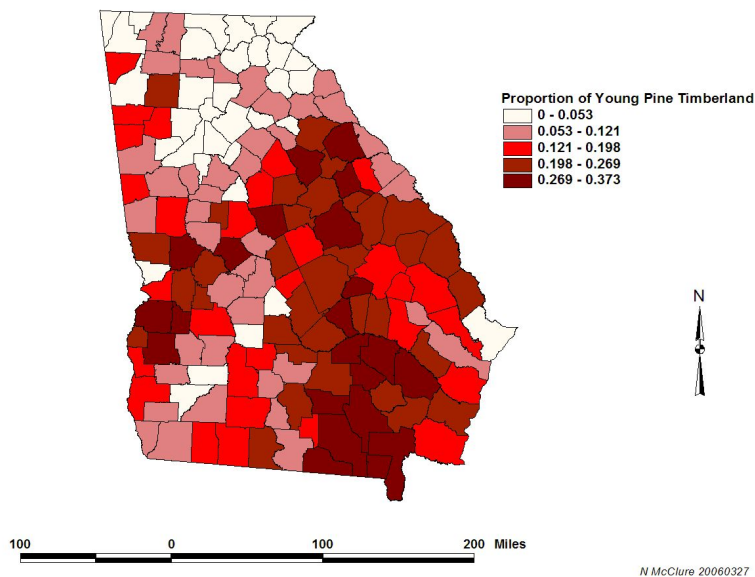 Proportion of Young Pine Timberland
0 - 0.053
0.053 - 0.121
0.121 - 0.198
0.198 - 0.269
0.269 - 0.373
N
100 0 100 200 Miles
N McClure 20060327